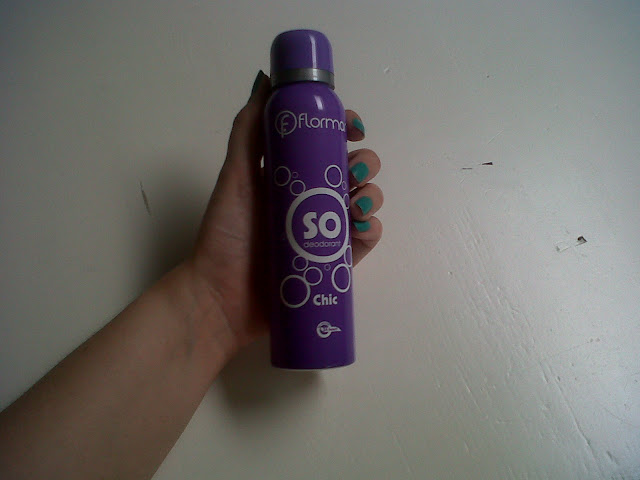 flormar
SO
deodorant
Chic